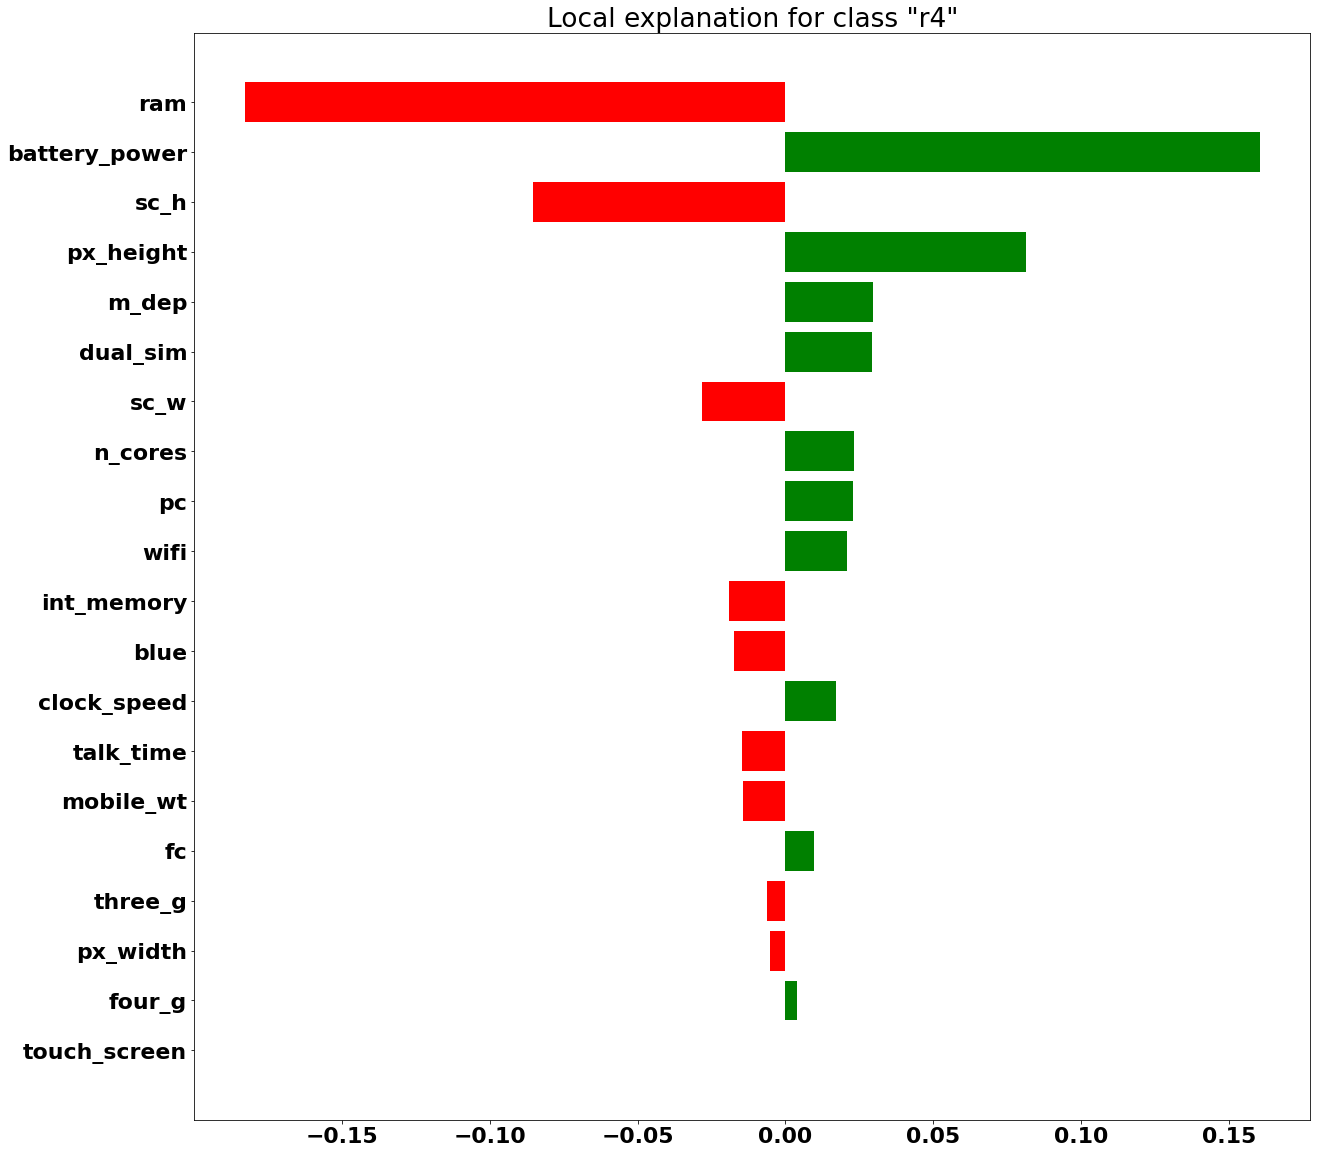 Local explanation for class "r4"
ram
battery_power
sc_h
px_height
m_dep
dual_sim
sc_w
n_cores
pc
wifi
int_memory
blue
clock_speed
talk_time
mobile_wt
fc
three_g
px_width
four_g
touch_screen
−0.15 −0.10 −0.05 0.00 0.05 0.10 0.15